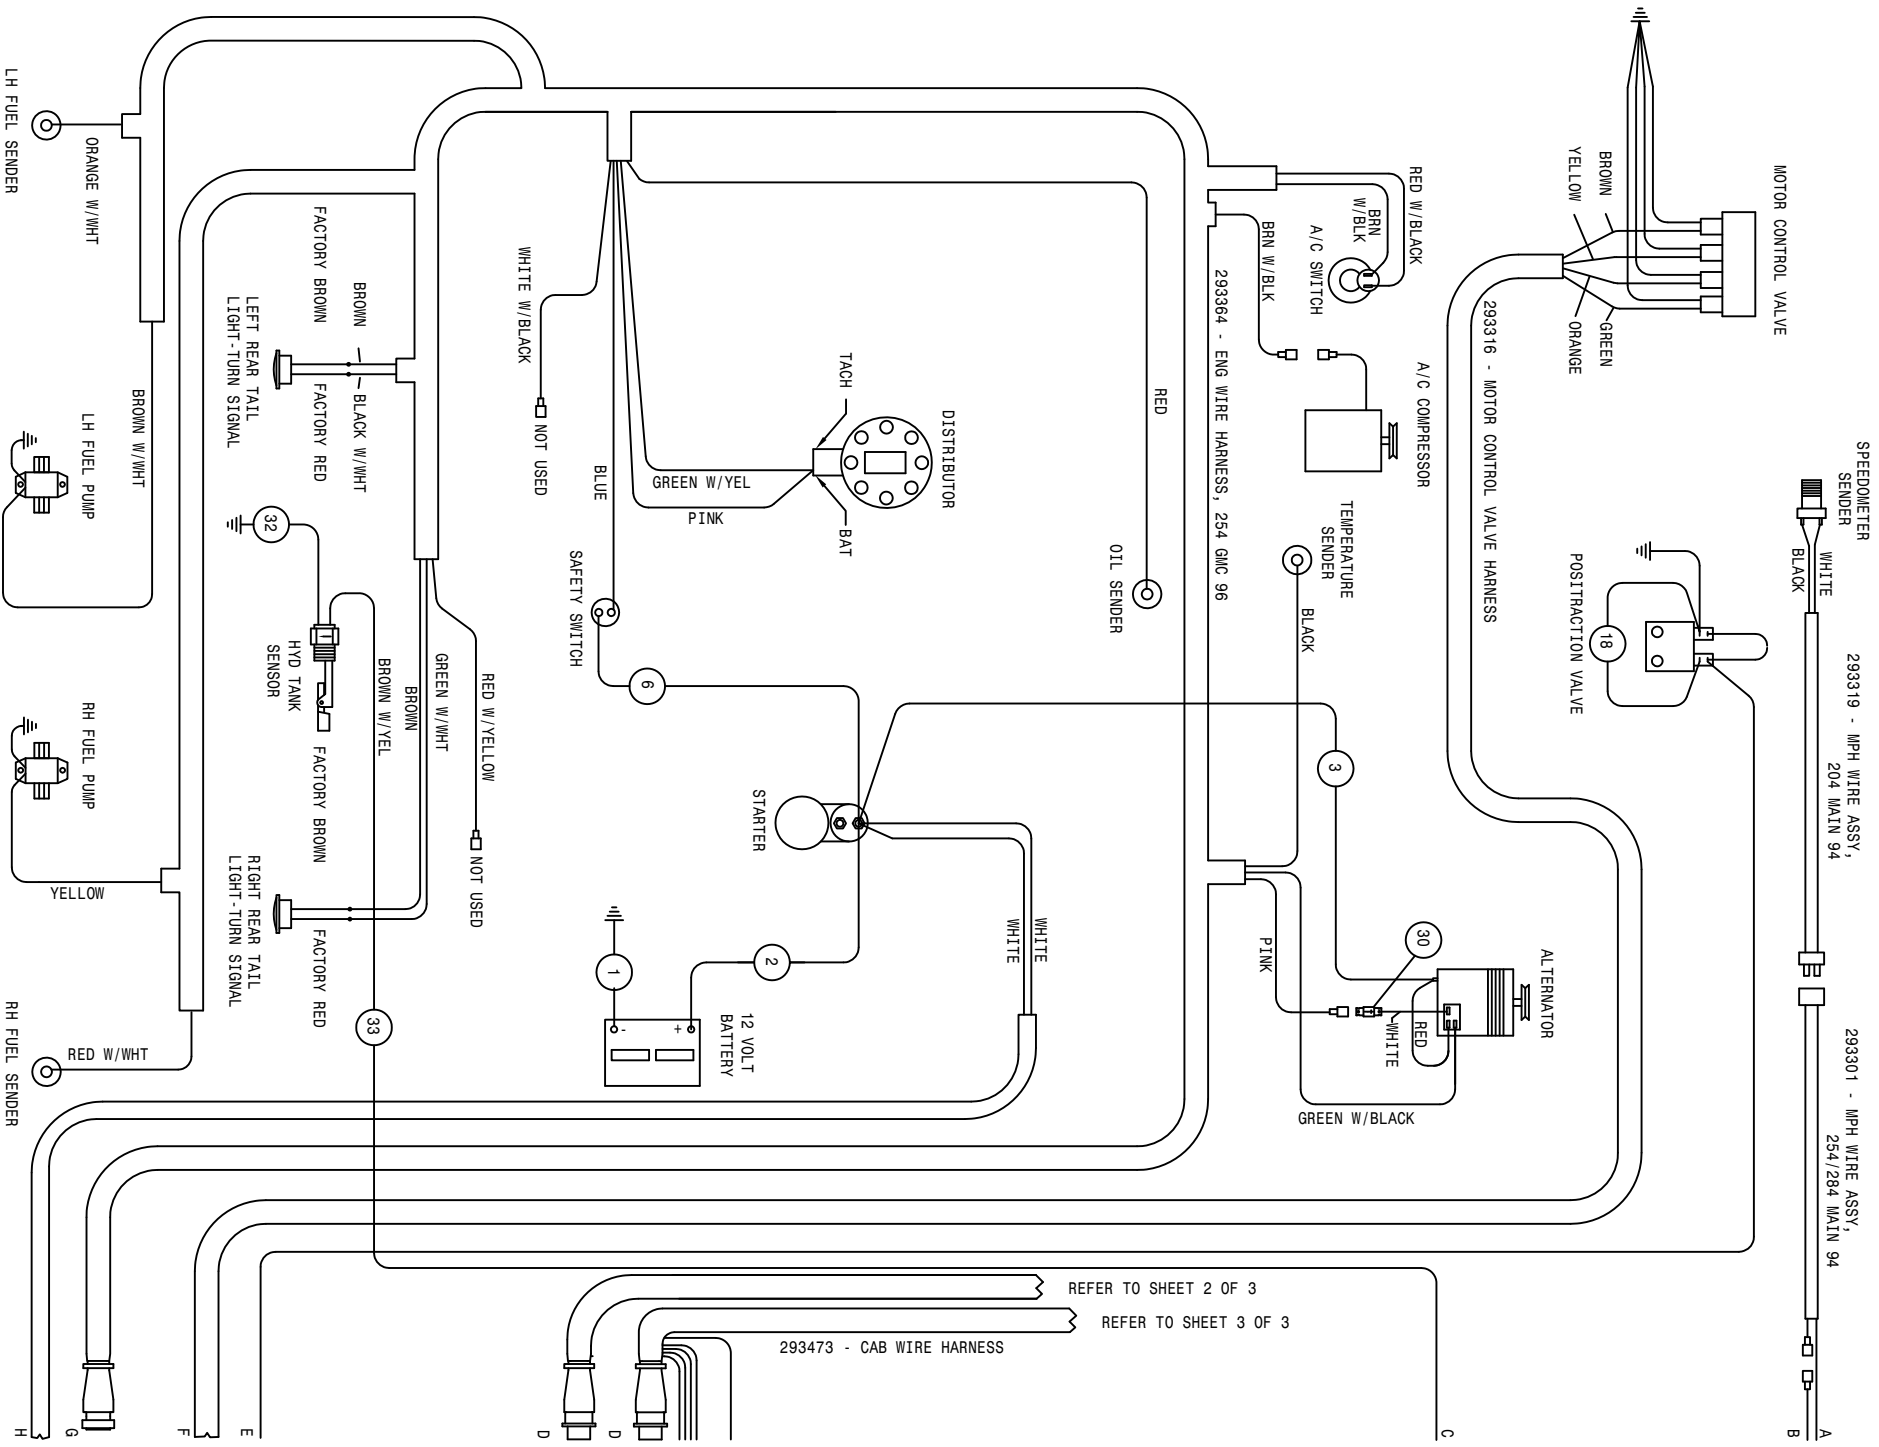 MOTOR CONTROL VALVE
BROWN
YELLOW
GREEN
ORANGE
293316 - MOTOR CONTROL VALVE HARNESS
SPEEDOMETER
SENDER
WHITE
BLACK
293319 - MPH WIRE ASSY,
204 MAIN 94
293301 - MPH WIRE ASSY,
254/284 MAIN 94
A
B
POSITRACTION VALVE
18
RED W/BLACK
BRN
W/BLK
A/C SWITCH
BRN W/BLK
A/C COMPRESSOR
293364 - ENG WIRE HARNESS, 254 GMC 96
TEMPERATURE
SENDER
BLACK
3
ALTERNATOR
30
WHITE
RED
PINK
GREEN W/BLACK
RED
OIL SENDER
DISTRIBUTOR
TACH
BAT
GREEN W/YEL
PINK
WHITE W/BLACK
NOT USED
BLUE
SAFETY SWITCH
6
STARTER
WHITE
WHITE
2
1
12 VOLT
BATTERY
-
+
LH FUEL SENDER
ORANGE W/WHT
BROWN W/WHT
LH FUEL PUMP
FACTORY BROWN
BROWN
FACTORY RED
BLACK W/WHT
LEFT REAR TAIL
LIGHT-TURN SIGNAL
32
HYD TANK
SENSOR
BROWN W/YEL
BROWN
GREEN W/WHT
RED W/YELLOW
NOT USED
RH FUEL PUMP
YELLOW
FACTORY BROWN
FACTORY RED
RIGHT REAR TAIL
LIGHT-TURN SIGNAL
33
RED W/WHT
RH FUEL SENDER
REFER TO SHEET 2 OF 3
REFER TO SHEET 3 OF 3
293473 - CAB WIRE HARNESS
H
G
F
E
D
D
C